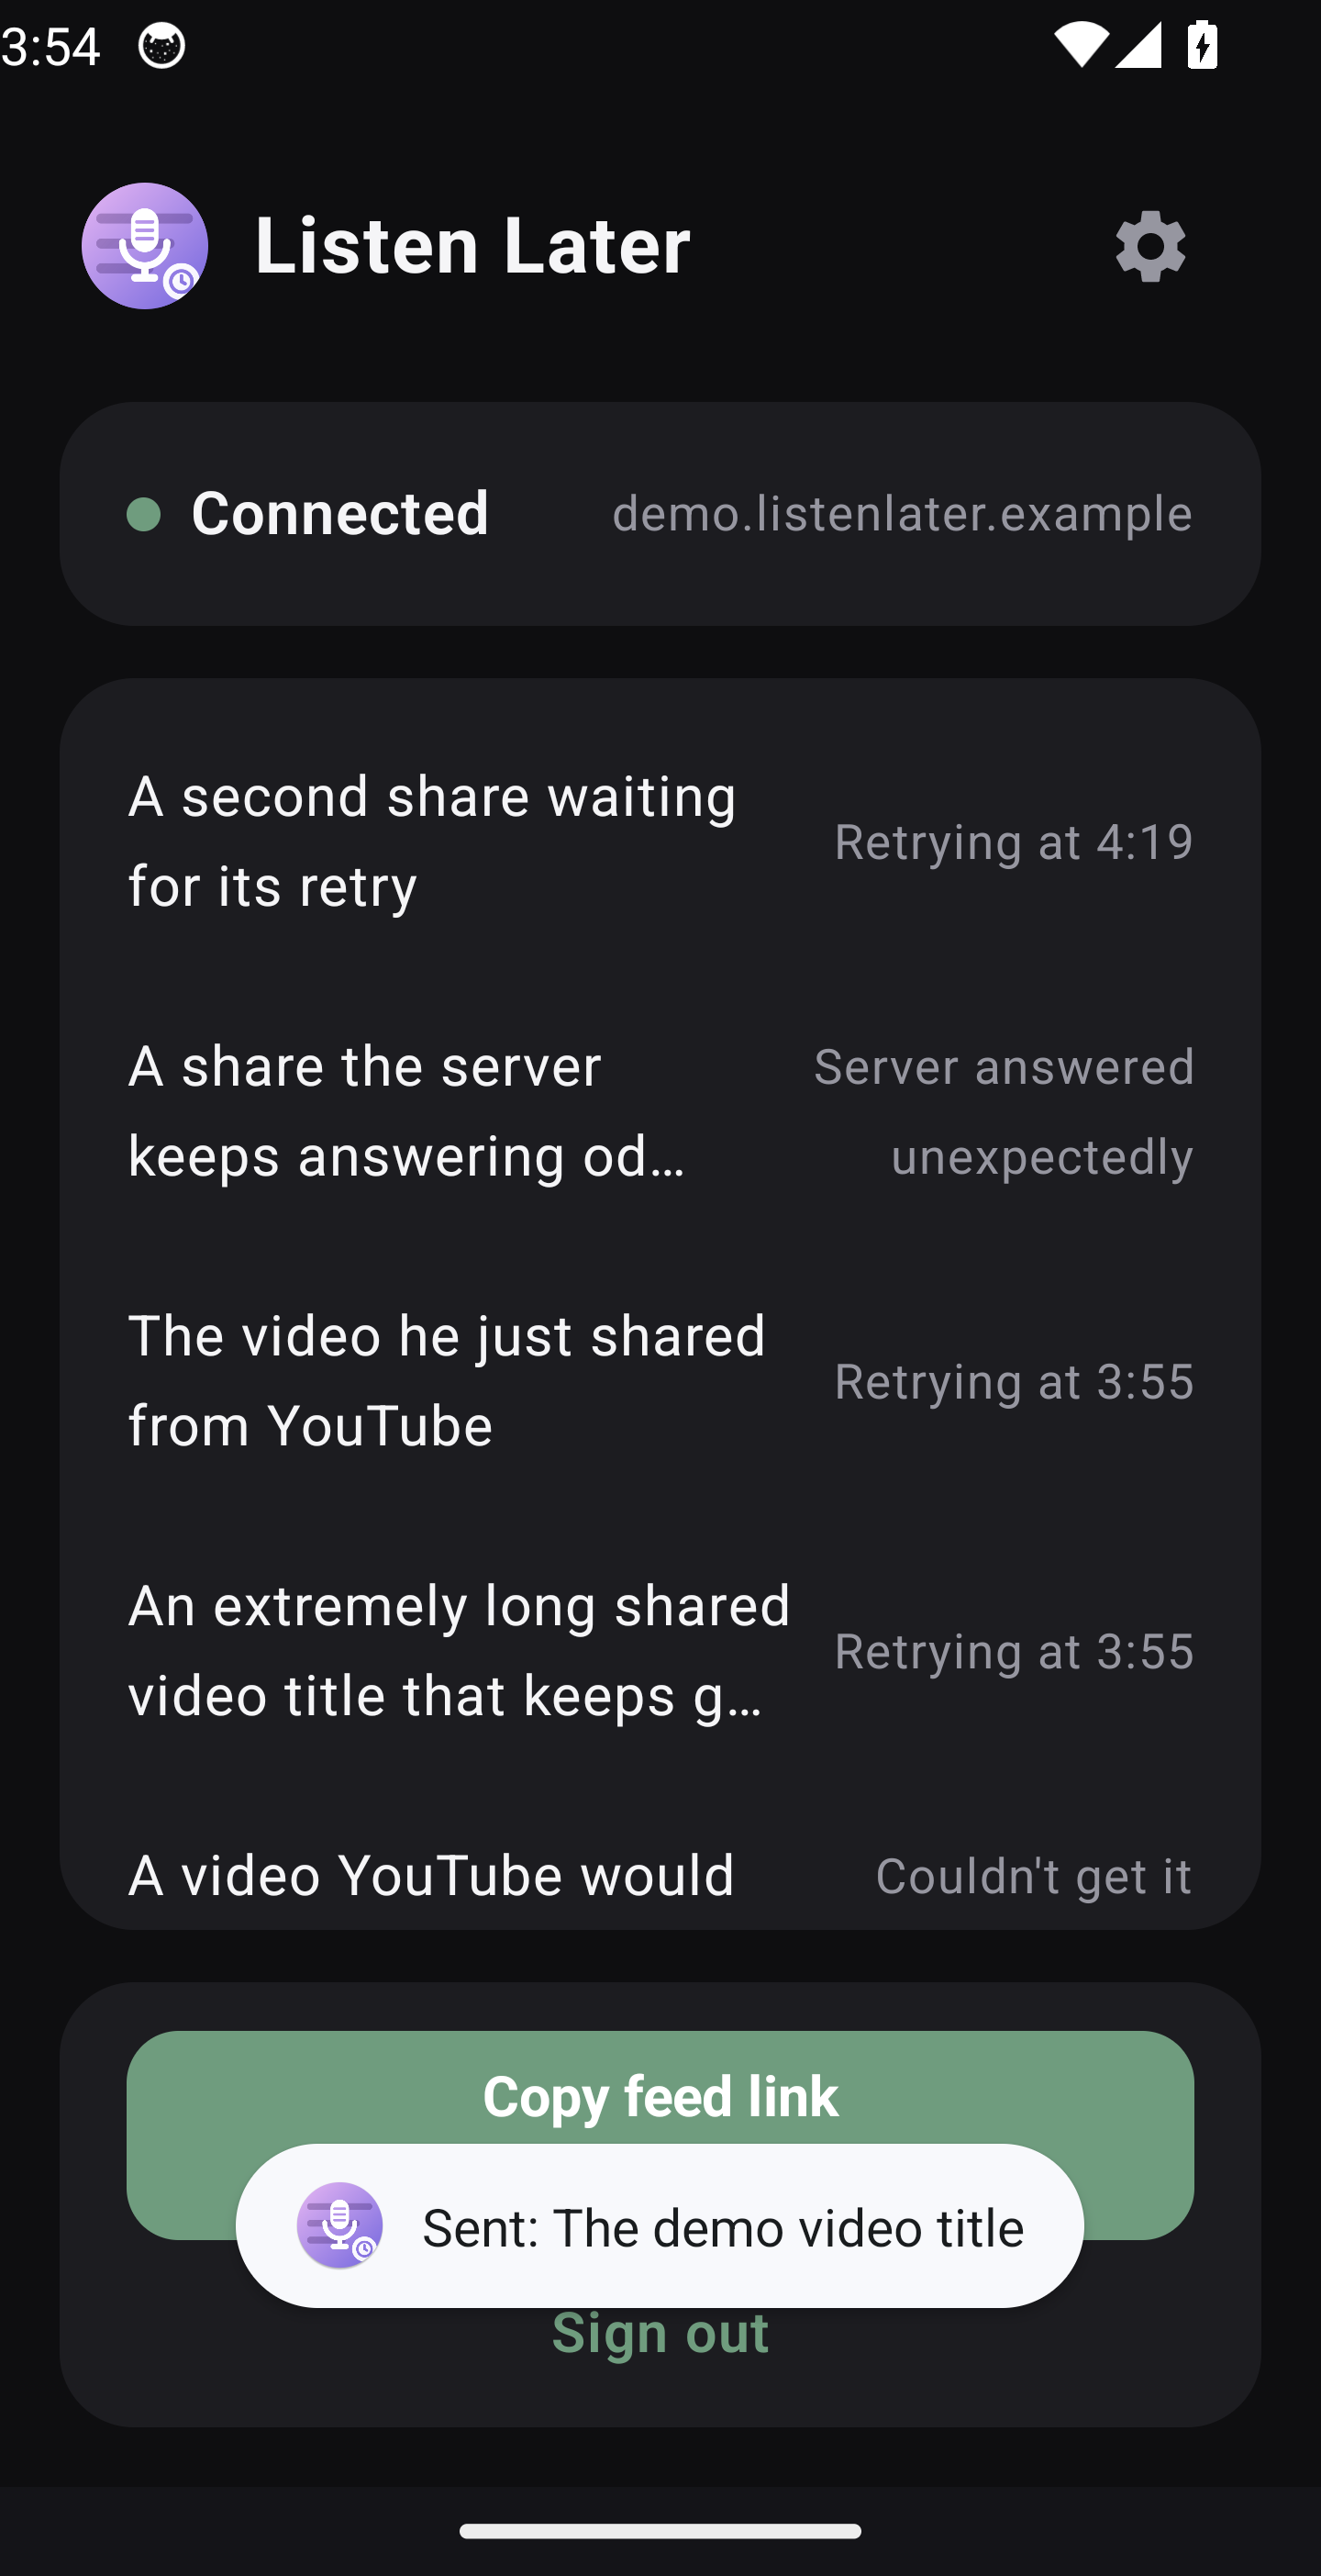 3:54
Listen Later
Connected demo.listenlater.example
A second share waiting
for its retry
Retrying at 4:19
A share the server
keeps answering od…
Server answered
unexpectedly
The video he just shared
from YouTube
Retrying at 3:55
An extremely long shared
video title that keeps g…
Retrying at 3:55
A video YouTube would
Couldn't get it
Copy feed link
Sent: The demo video title
Sign out